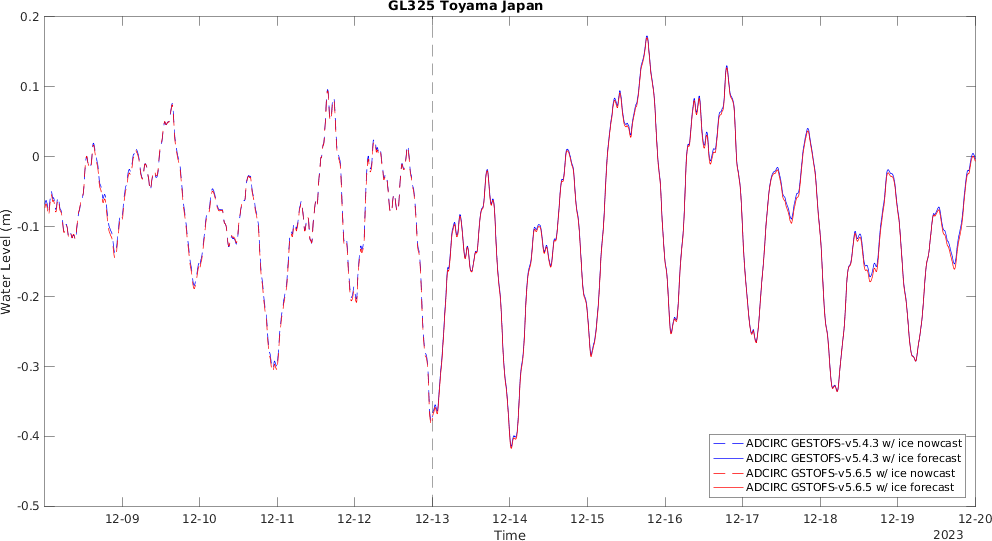 GL325 Toyama Japan
0.2
0.1
0
-0.1
-0.2
-0.3
-0.4
-0.5
Water Level (m)
ADCIRC GESTOFS-v5.4.3 w/ ice nowcast
ADCIRC GESTOFS-v5.4.3 w/ ice forecast
ADCIRC GSTOFS-v5.6.5 w/ ice nowcast
ADCIRC GSTOFS-v5.6.5 w/ ice forecast
12-09 12-10 12-11 12-12 12-13 12-14 12-15 12-16 12-17 12-18 12-19 12-20
Time
2023